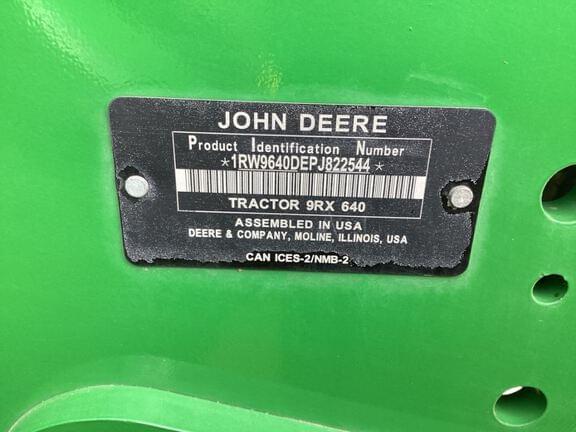 JOHN DEERE
Product Identification Number
*1RW9640DEPJ822544*
TRACTOR 9RX 640
ASSEMBLED IN USA
DEERE & COMPANY, MOLINE, ILLINOIS, USA
CAN ICES-2/NMB-2